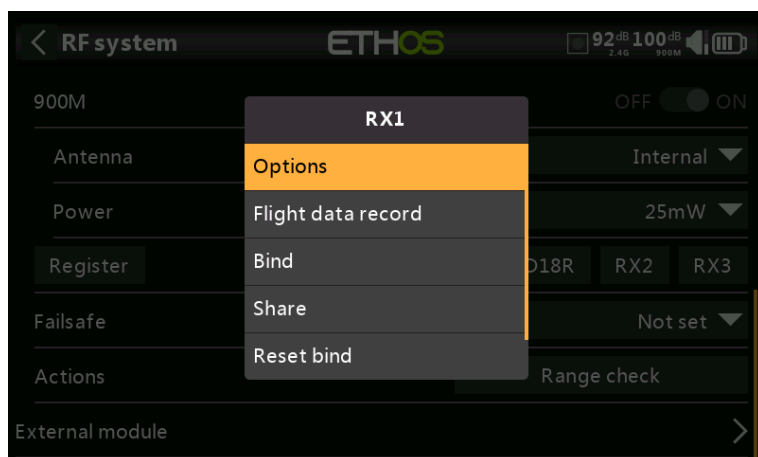 RF system
ETHOS
92dB 2.4G 100dB 900M
900M
OFF ON
RX1
Antenna
Internal
Options
Power
25mW
Flight data record
Register
D18R RX2 RX3
Bind
Failsafe
Not set
Share
Actions
Range check
Reset bind
External module